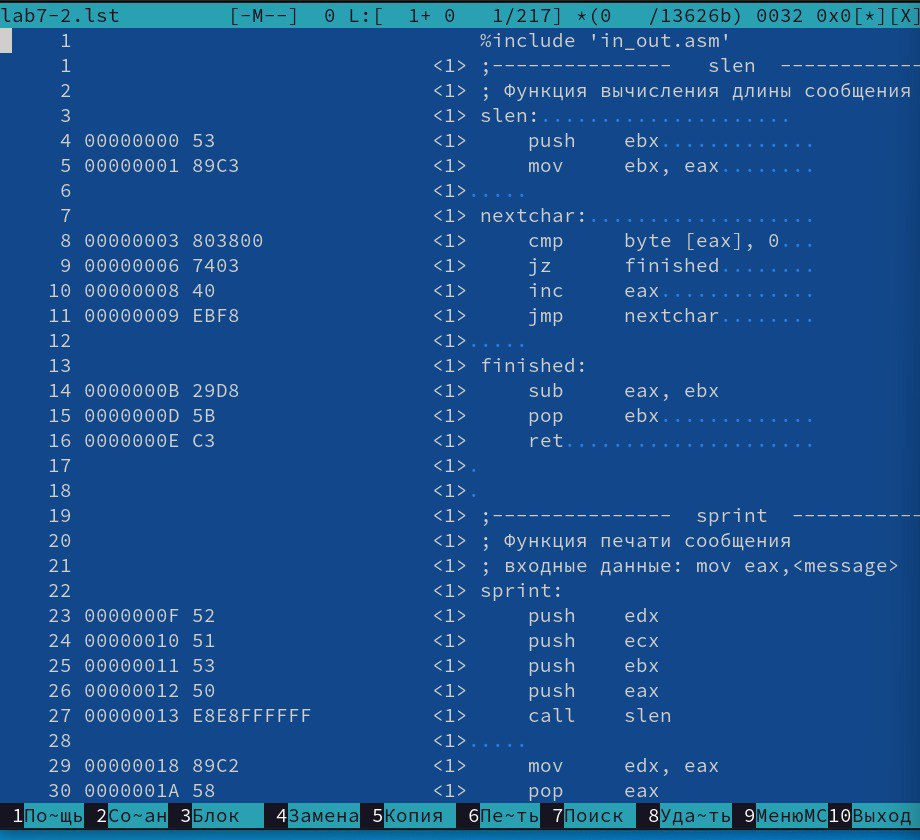 lab7-2.lst [-M--] 0 L:[ 1+ 0 1/217] *(0 /13626b) 0032 0x0[*][X]
1 %include 'in_out.asm'
1 <1> ;--------------- slen ------------
2 <1> ; Функция вычисления длины сообщения
3 <1> slen:.....................
4 00000000 53 <1> push ebx.............
5 00000001 89C3 <1> mov ebx, eax........
6 <1>.....
7 <1> nextchar:...................
8 00000003 803800 <1> cmp byte [eax], 0...
9 00000006 7403 <1> jz finished........
10 00000008 40 <1> inc eax.............
11 00000009 EBF8 <1> jmp nextchar........
12 <1>.....
13 <1> finished:
14 0000000B 29D8 <1> sub eax, ebx
15 0000000D 5B <1> pop ebx.............
16 0000000E C3 <1> ret.....................
17 <1>.
18 <1>.
19 <1> ;--------------- sprint -----------
20 <1> ; Функция печати сообщения
21 <1> ; входные данные: mov eax,<message>
22 <1> sprint:
23 0000000F 52 <1> push edx
24 00000010 51 <1> push ecx
25 00000011 53 <1> push ebx
26 00000012 50 <1> push eax
27 00000013 E8E8FFFFFF <1> call slen
28 <1>.....
29 00000018 89C2 <1> mov edx, eax
30 0000001A 58 <1> pop eax
1По~щь 2Со~ан 3Блок 4Замена 5Копия 6Пе~ть 7Поиск 8Уда~ть 9МенюMC 10Выход